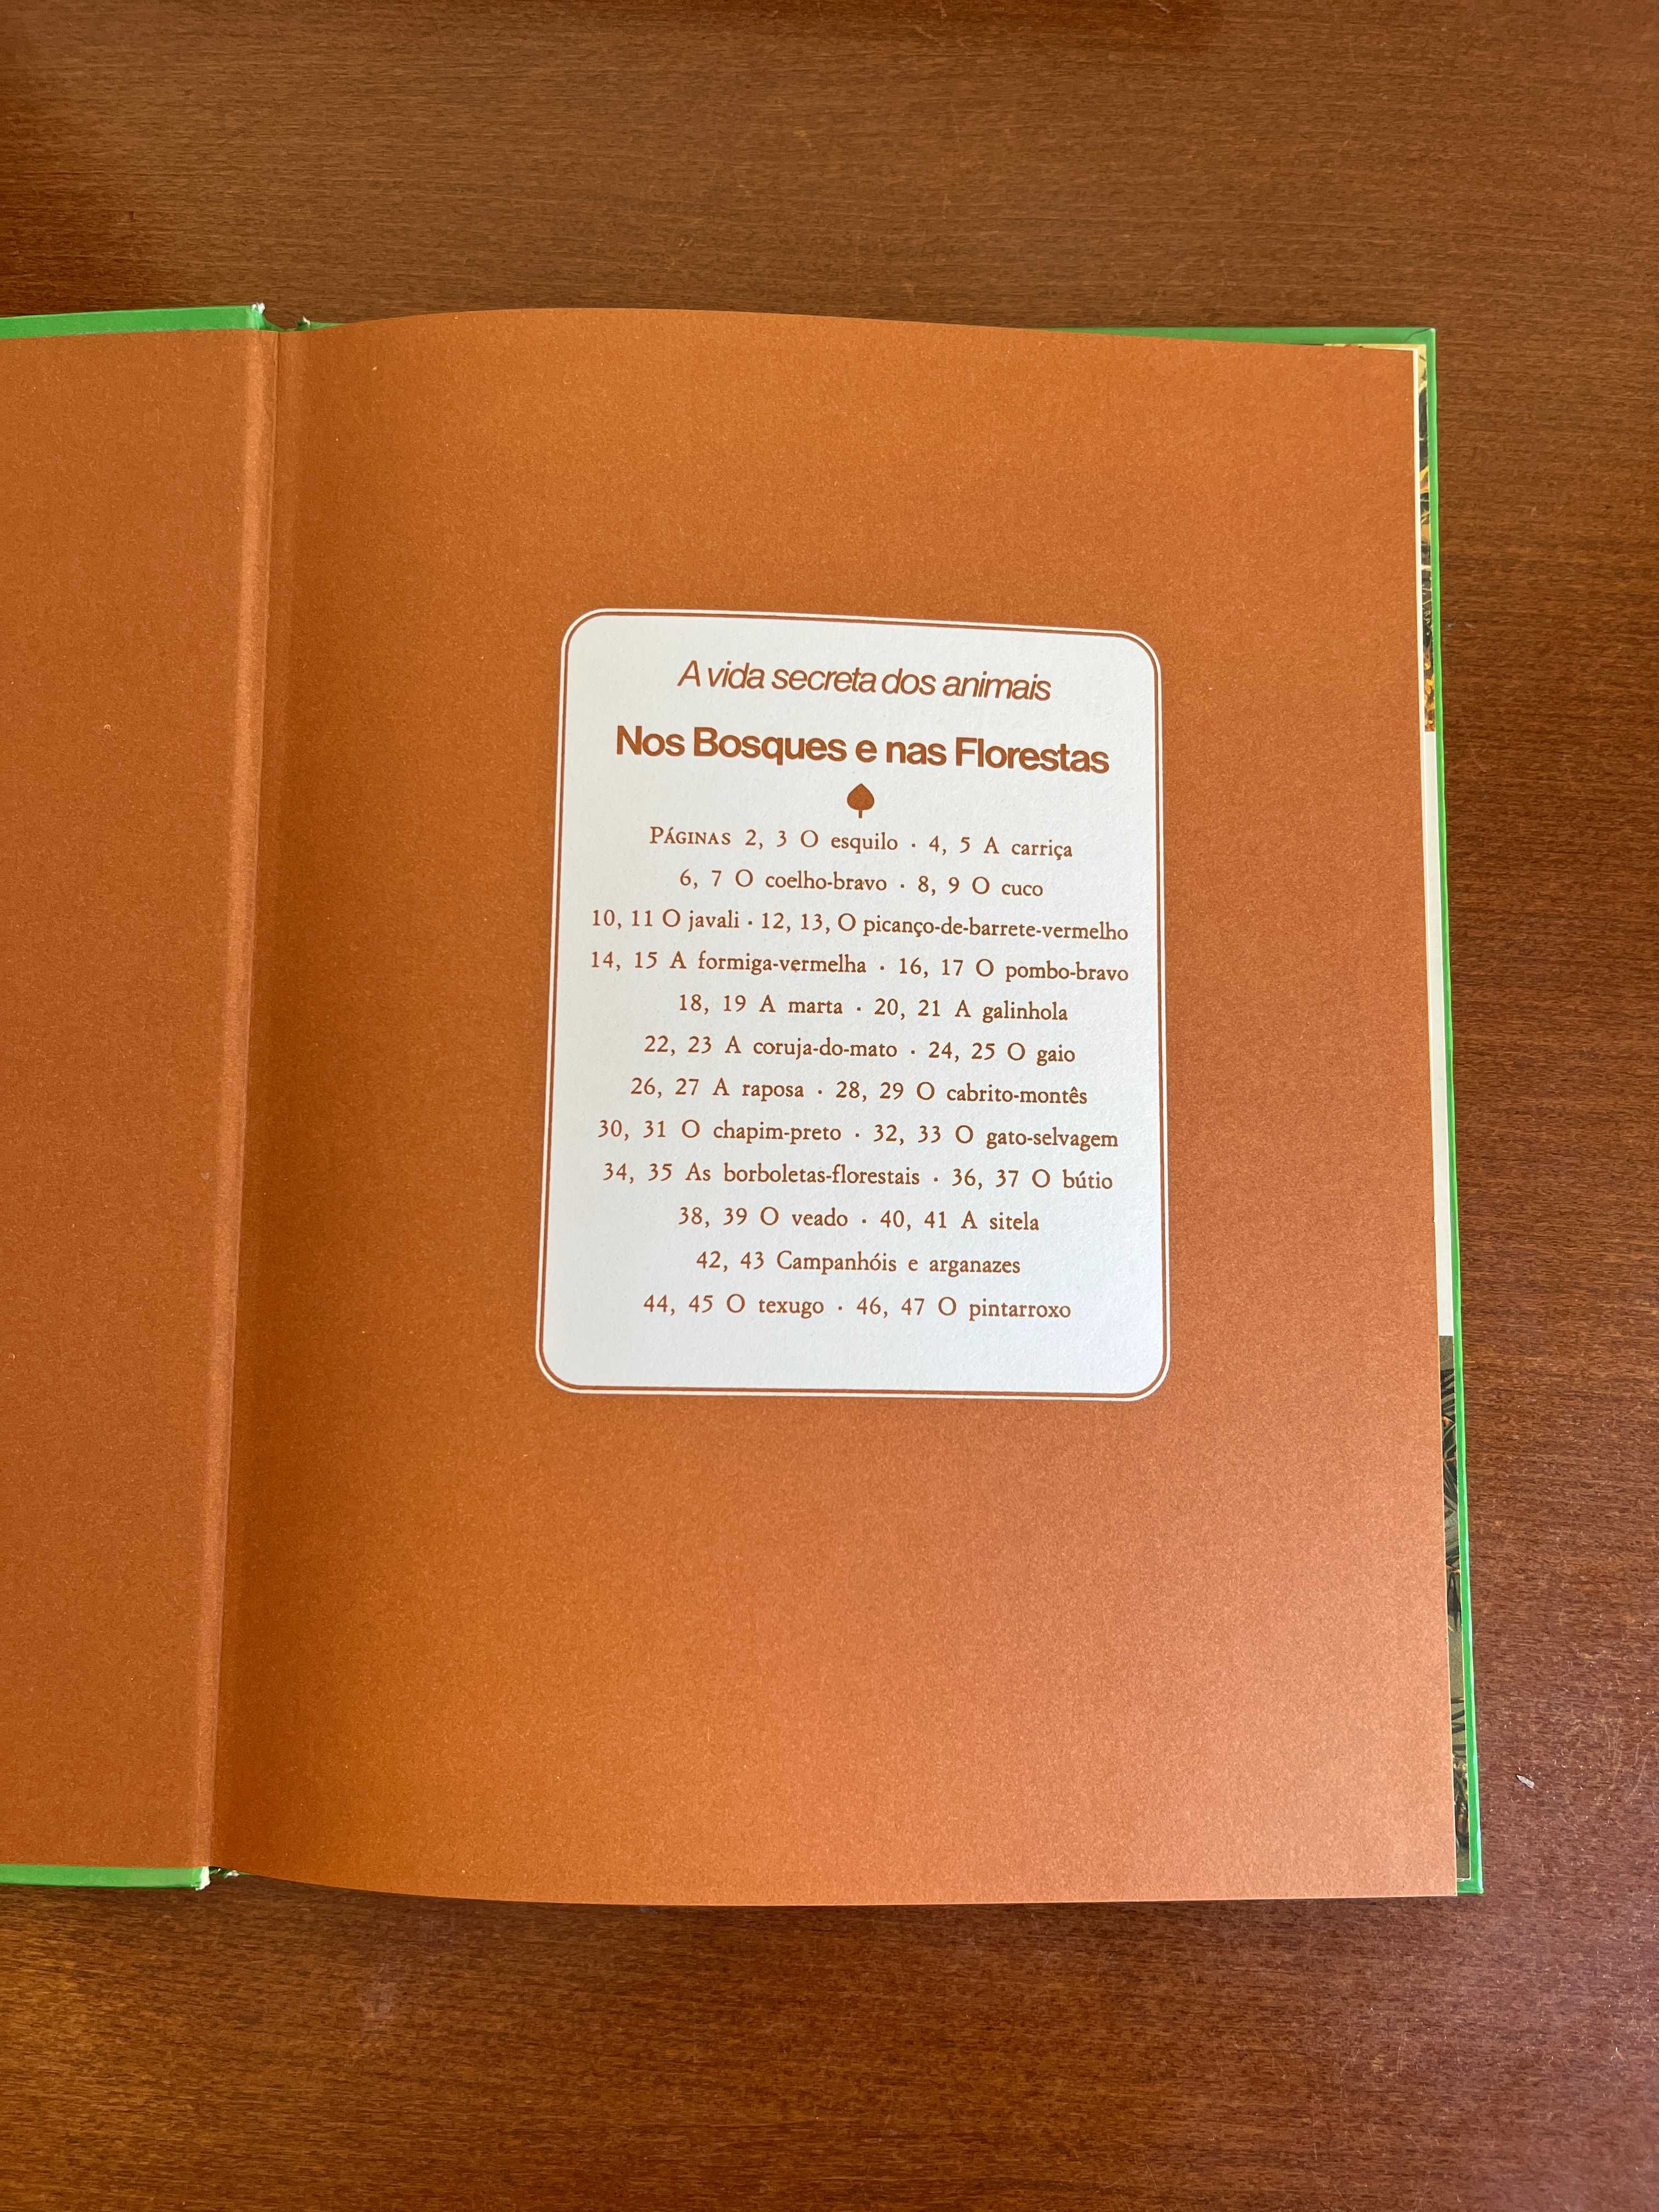 A vida secreta dos animais
Nos Bosques e nas Florestas
PÁGINAS 2, 3 O esquilo · 4, 5 A carriça
6, 7 O coelho-bravo · 8, 9 O cuco
10, 11 O javali · 12, 13, O picanço-de-barrete-vermelho
14, 15 A formiga-vermelha · 16, 17 O pombo-bravo
18, 19 A marta · 20, 21 A galinhola
22, 23 A coruja-do-mato · 24, 25 O gaio
26, 27 A raposa · 28, 29 O cabrito-montês
30, 31 O chapim-preto · 32, 33 O gato-selvagem
34, 35 As borboletas-florestais · 36, 37 O bútio
38, 39 O veado · 40, 41 A sitela
42, 43 Campanhóis e arganazes
44, 45 O texugo · 46, 47 O pintarroxo